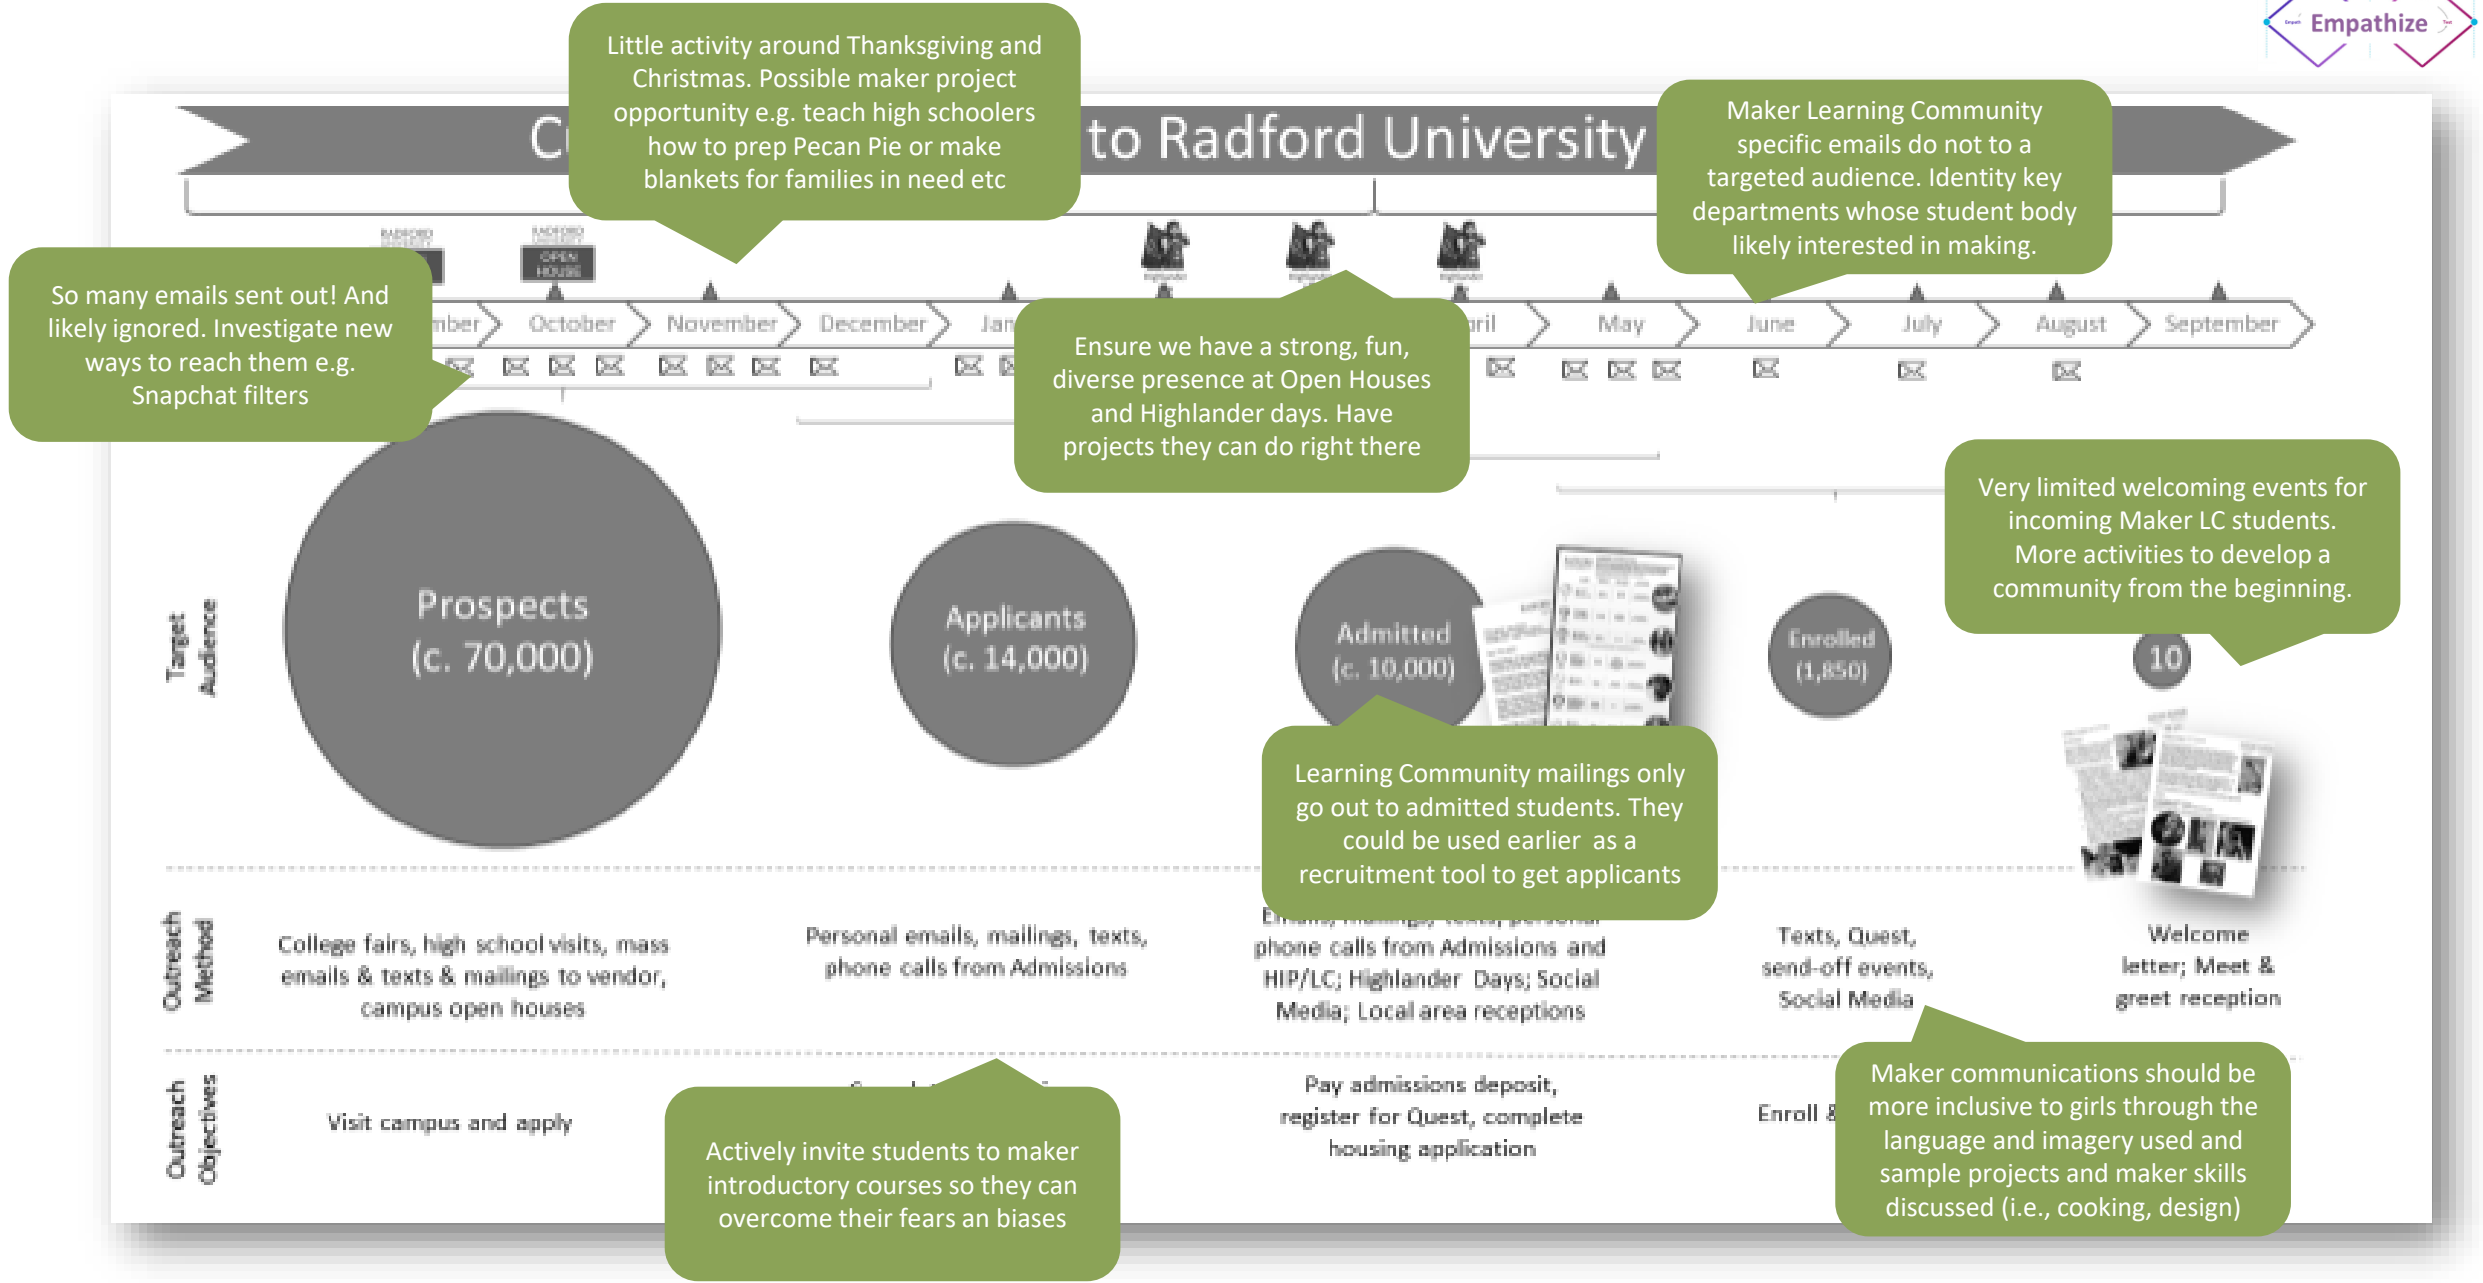 Empathize
Little activity around Thanksgiving and
Christmas. Possible maker project
opportunity e.g. teach high schoolers
how to prep Pecan Pie or make
blankets for families in need etc
to Radford University
Maker Learning Community
specific emails do not to a
targeted audience. Identity key
departments whose student body
likely interested in making.
RADFORD
UNIVERSITY
RADFORD
UNIVERSITY
OPEN
HOUSE
So many emails sent out! And
likely ignored. Investigate new
ways to reach them e.g.
Snapchat filters
October
November
December
May
June
July
August
September
Ensure we have a strong, fun,
diverse presence at Open Houses
and Highlander days. Have
projects they can do right there
Very limited welcoming events for
incoming Maker LC students.
More activities to develop a
community from the beginning.
Target
Audience
Prospects
(c. 70,000)
Applicants
(c. 14,000)
Admitted
(c. 10,000)
Enrolled
(1,850)
10
Learning Community mailings only
go out to admitted students. They
could be used earlier as a
recruitment tool to get applicants
Outreach
Method
College fairs, high school visits, mass
emails & texts & mailings to vendor,
campus open houses
Personal emails, mailings, texts,
phone calls from Admissions
Emails, mailings, texts, personal
phone calls from Admissions and
HIP/LC; Highlander Days; Social
Media; Local area receptions
Texts, Quest,
send-off events,
Social Media
Welcome
letter; Meet &
greet reception
Outreach
Objectives
Visit campus and apply
Actively invite students to maker
introductory courses so they can
overcome their fears an biases
Pay admissions deposit,
register for Quest, complete
housing application
Enroll &
Maker communications should be
more inclusive to girls through the
language and imagery used and
sample projects and maker skills
discussed (i.e., cooking, design)